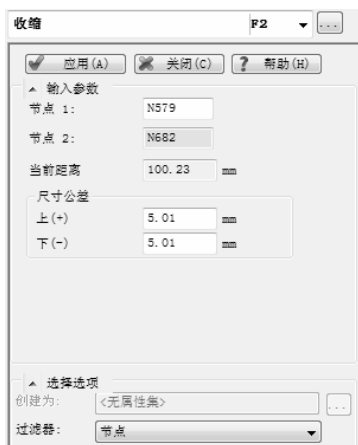 收缩 F2 ...
应用(A) 关闭(C) ? 帮助(H)
输入参数
节点 1: N579
节点 2: N682
当前距离 100.23 mm
尺寸公差
上(+) 5.01 mm
下(-) 5.01 mm
选择选项
创建为: <无属性集> ...
过滤器: 节点